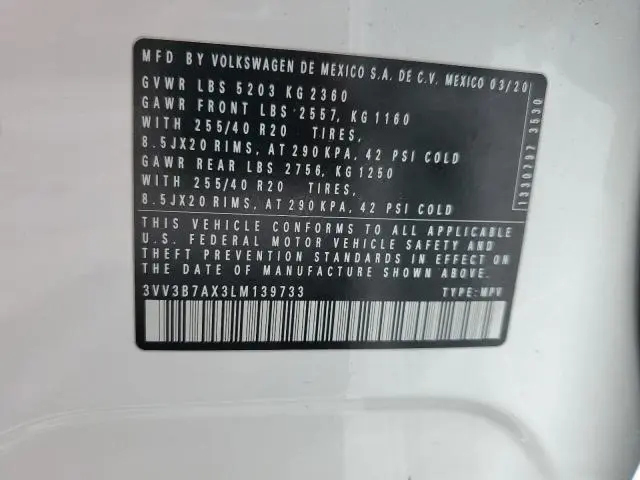 MFD BY VOLKSWAGEN DE MEXICO S.A. DE C.V. MEXICO 03/20
GVWR LBS 5203 KG 2360
GAWR FRONT LBS 2557, KG 1160
WITH 255/40 R20 TIRES,
8.5JX20 RIMS, AT 290KPA, 42 PSI COLD
GAWR REAR LBS 2756, KG 1250
WITH 255/40 R20 TIRES,
8.5JX20 RIMS, AT 290KPA, 42 PSI COLD
THIS VEHICLE CONFORMS TO ALL APPLICABLE
U.S. FEDERAL MOTOR VEHICLE SAFETY AND
THEFT PREVENTION STANDARDS IN EFFECT ON
THE DATE OF MANUFACTURE SHOWN ABOVE.
3VV3B7AX3LM139733 TYPE:MPV
1330797 3530